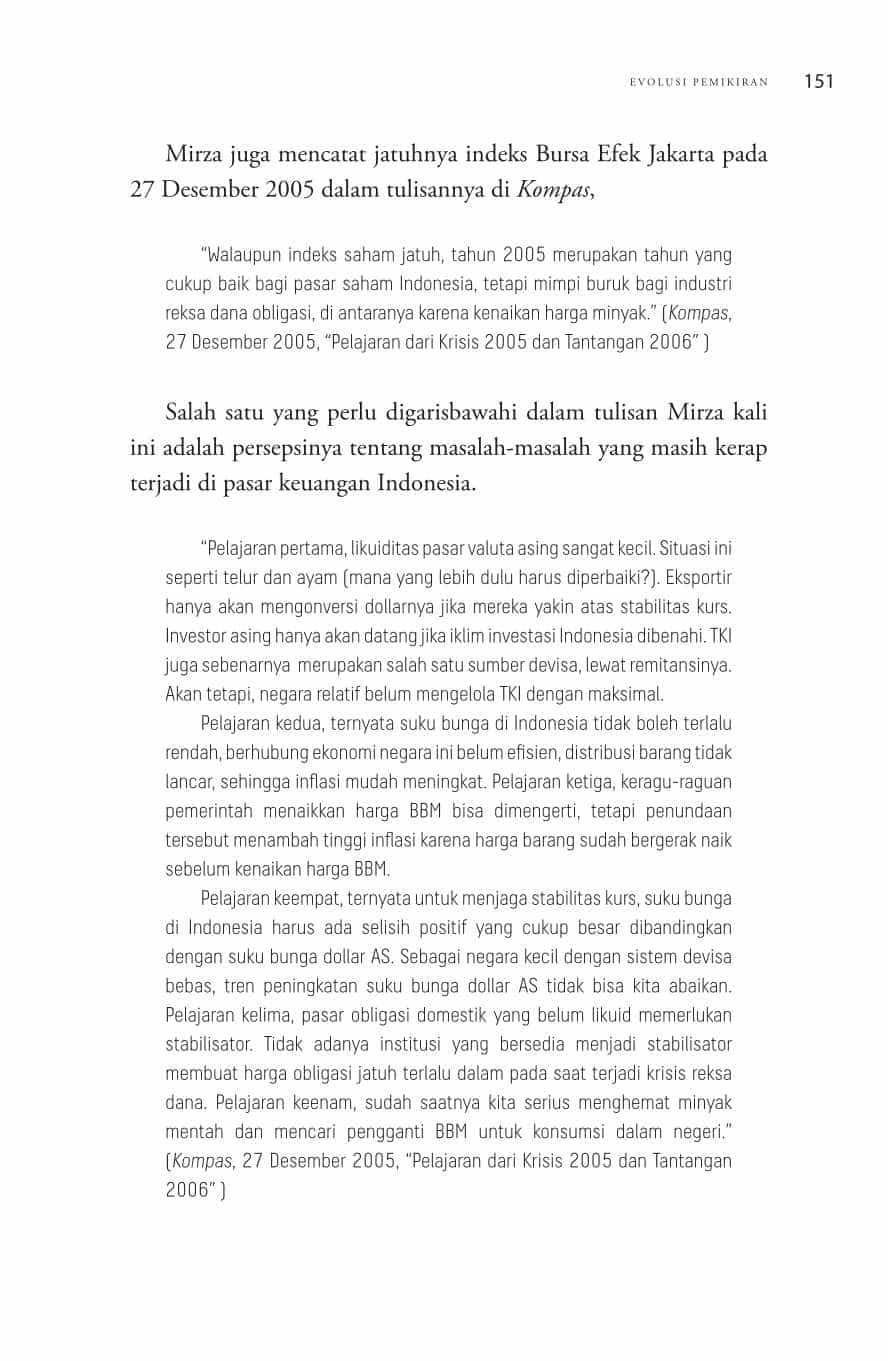 EVOLUSI PEMIKIRAN 151
Mirza juga mencatat jatuhnya indeks Bursa Efek Jakarta pada
27 Desember 2005 dalam tulisannya di Kompas,
“Walaupun indeks saham jatuh, tahun 2005 merupakan tahun yang
cukup baik bagi pasar saham Indonesia, tetapi mimpi buruk bagi industri
reksa dana obligasi, di antaranya karena kenaikan harga minyak.” (Kompas,
27 Desember 2005, “Pelajaran dari Krisis 2005 dan Tantangan 2006” )
Salah satu yang perlu digarisbawahi dalam tulisan Mirza kali
ini adalah persepsinya tentang masalah-masalah yang masih kerap
terjadi di pasar keuangan Indonesia.
“Pelajaran pertama, likuiditas pasar valuta asing sangat kecil. Situasi ini
seperti telur dan ayam (mana yang lebih dulu harus diperbaiki?). Eksportir
hanya akan mengonversi dollarnya jika mereka yakin atas stabilitas kurs.
Investor asing hanya akan datang jika iklim investasi Indonesia dibenahi. TKI
juga sebenarnya merupakan salah satu sumber devisa, lewat remitansinya.
Akan tetapi, negara relatif belum mengelola TKI dengan maksimal.
Pelajaran kedua, ternyata suku bunga di Indonesia tidak boleh terlalu
rendah, berhubung ekonomi negara ini belum efisien, distribusi barang tidak
lancar, sehingga inflasi mudah meningkat. Pelajaran ketiga, keragu-raguan
pemerintah menaikkan harga BBM bisa dimengerti, tetapi penundaan
tersebut menambah tinggi inflasi karena harga barang sudah bergerak naik
sebelum kenaikan harga BBM.
Pelajaran keempat, ternyata untuk menjaga stabilitas kurs, suku bunga
di Indonesia harus ada selisih positif yang cukup besar dibandingkan
dengan suku bunga dollar AS. Sebagai negara kecil dengan sistem devisa
bebas, tren peningkatan suku bunga dollar AS tidak bisa kita abaikan.
Pelajaran kelima, pasar obligasi domestik yang belum likuid memerlukan
stabilisator. Tidak adanya institusi yang bersedia menjadi stabilisator
membuat harga obligasi jatuh terlalu dalam pada saat terjadi krisis reksa
dana. Pelajaran keenam, sudah saatnya kita serius menghemat minyak
mentah dan mencari pengganti BBM untuk konsumsi dalam negeri.”
(Kompas, 27 Desember 2005, “Pelajaran dari Krisis 2005 dan Tantangan
2006” )